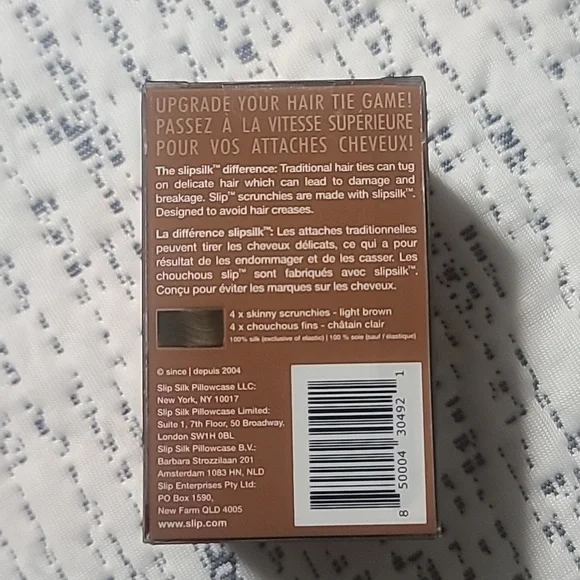 UPGRADE YOUR HAIR TIE GAME!
PASSEZ À LA VITESSE SUPÉRIEURE
POUR VOS ATTACHES CHEVEUX!
The slipsilk™ difference: Traditional hair ties can tug
on delicate hair which can lead to damage and
breakage. Slip™ scrunchies are made with slipsilk™.
Designed to avoid hair creases.
La différence slipsilk™: Les attaches traditionnelles
peuvent tirer les cheveux délicats, ce qui a pour
résultat de les endommager et de les casser. Les
chouchous slip™ sont fabriqués avec slipsilk™.
Conçu pour éviter les marques sur les cheveux.
4 x skinny scrunchies - light brown
4 x chouchous fins - châtain clair
100% silk (exclusive of elastic) | 100 % soie (sauf l'élastique)
© since | depuis 2004
Slip Silk Pillowcase LLC:
New York, NY 10017
Slip Silk Pillowcase Limited:
Suite 1, 7th Floor, 50 Broadway,
London SW1H 0BL
Slip Silk Pillowcase B.V.:
Barbara Strozzilaan 201
Amsterdam 1083 HN, NLD
Slip Enterprises Pty Ltd:
PO Box 1590,
New Farm QLD 4005
www.slip.com
8 50004 30492 1